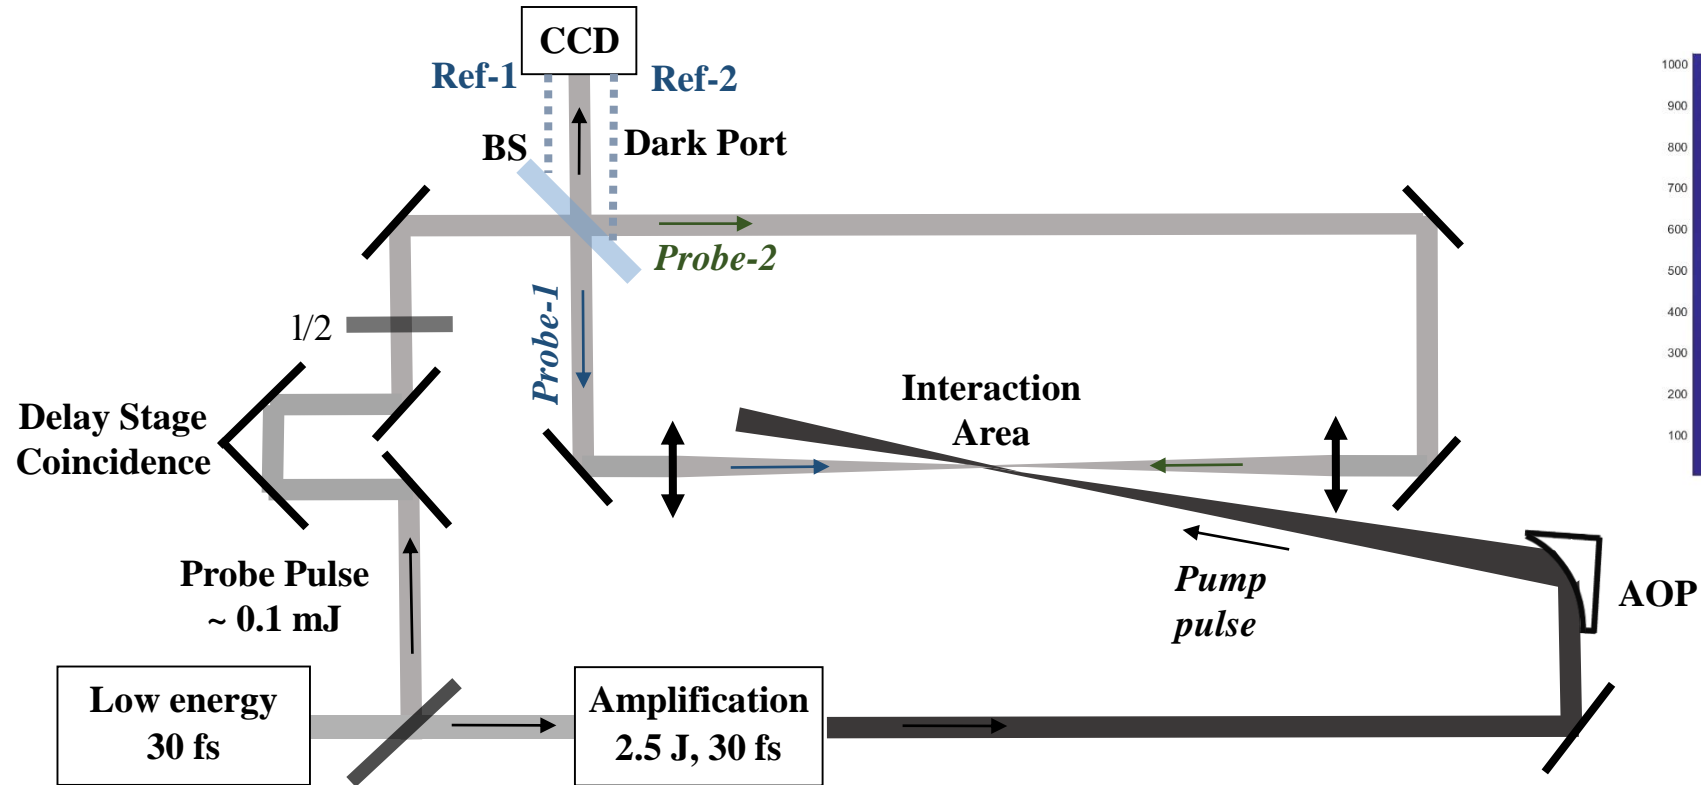 CCD
Ref-1
Ref-2
BS
Dark Port
Probe-2
l/2
Probe-1
Delay Stage
Coincidence
Interaction
Area
Probe Pulse
~ 0.1 mJ
Pump
pulse
AOP
Low energy
30 fs
Amplification
2.5 J, 30 fs
1000
900
800
700
600
500
400
300
200
100